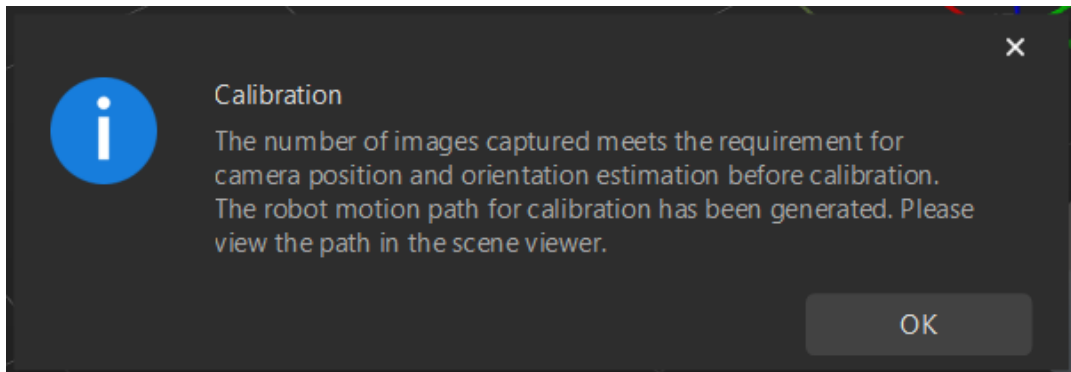 Calibration
The number of images captured meets the requirement for
camera position and orientation estimation before calibration.
The robot motion path for calibration has been generated. Please
view the path in the scene viewer.
OK